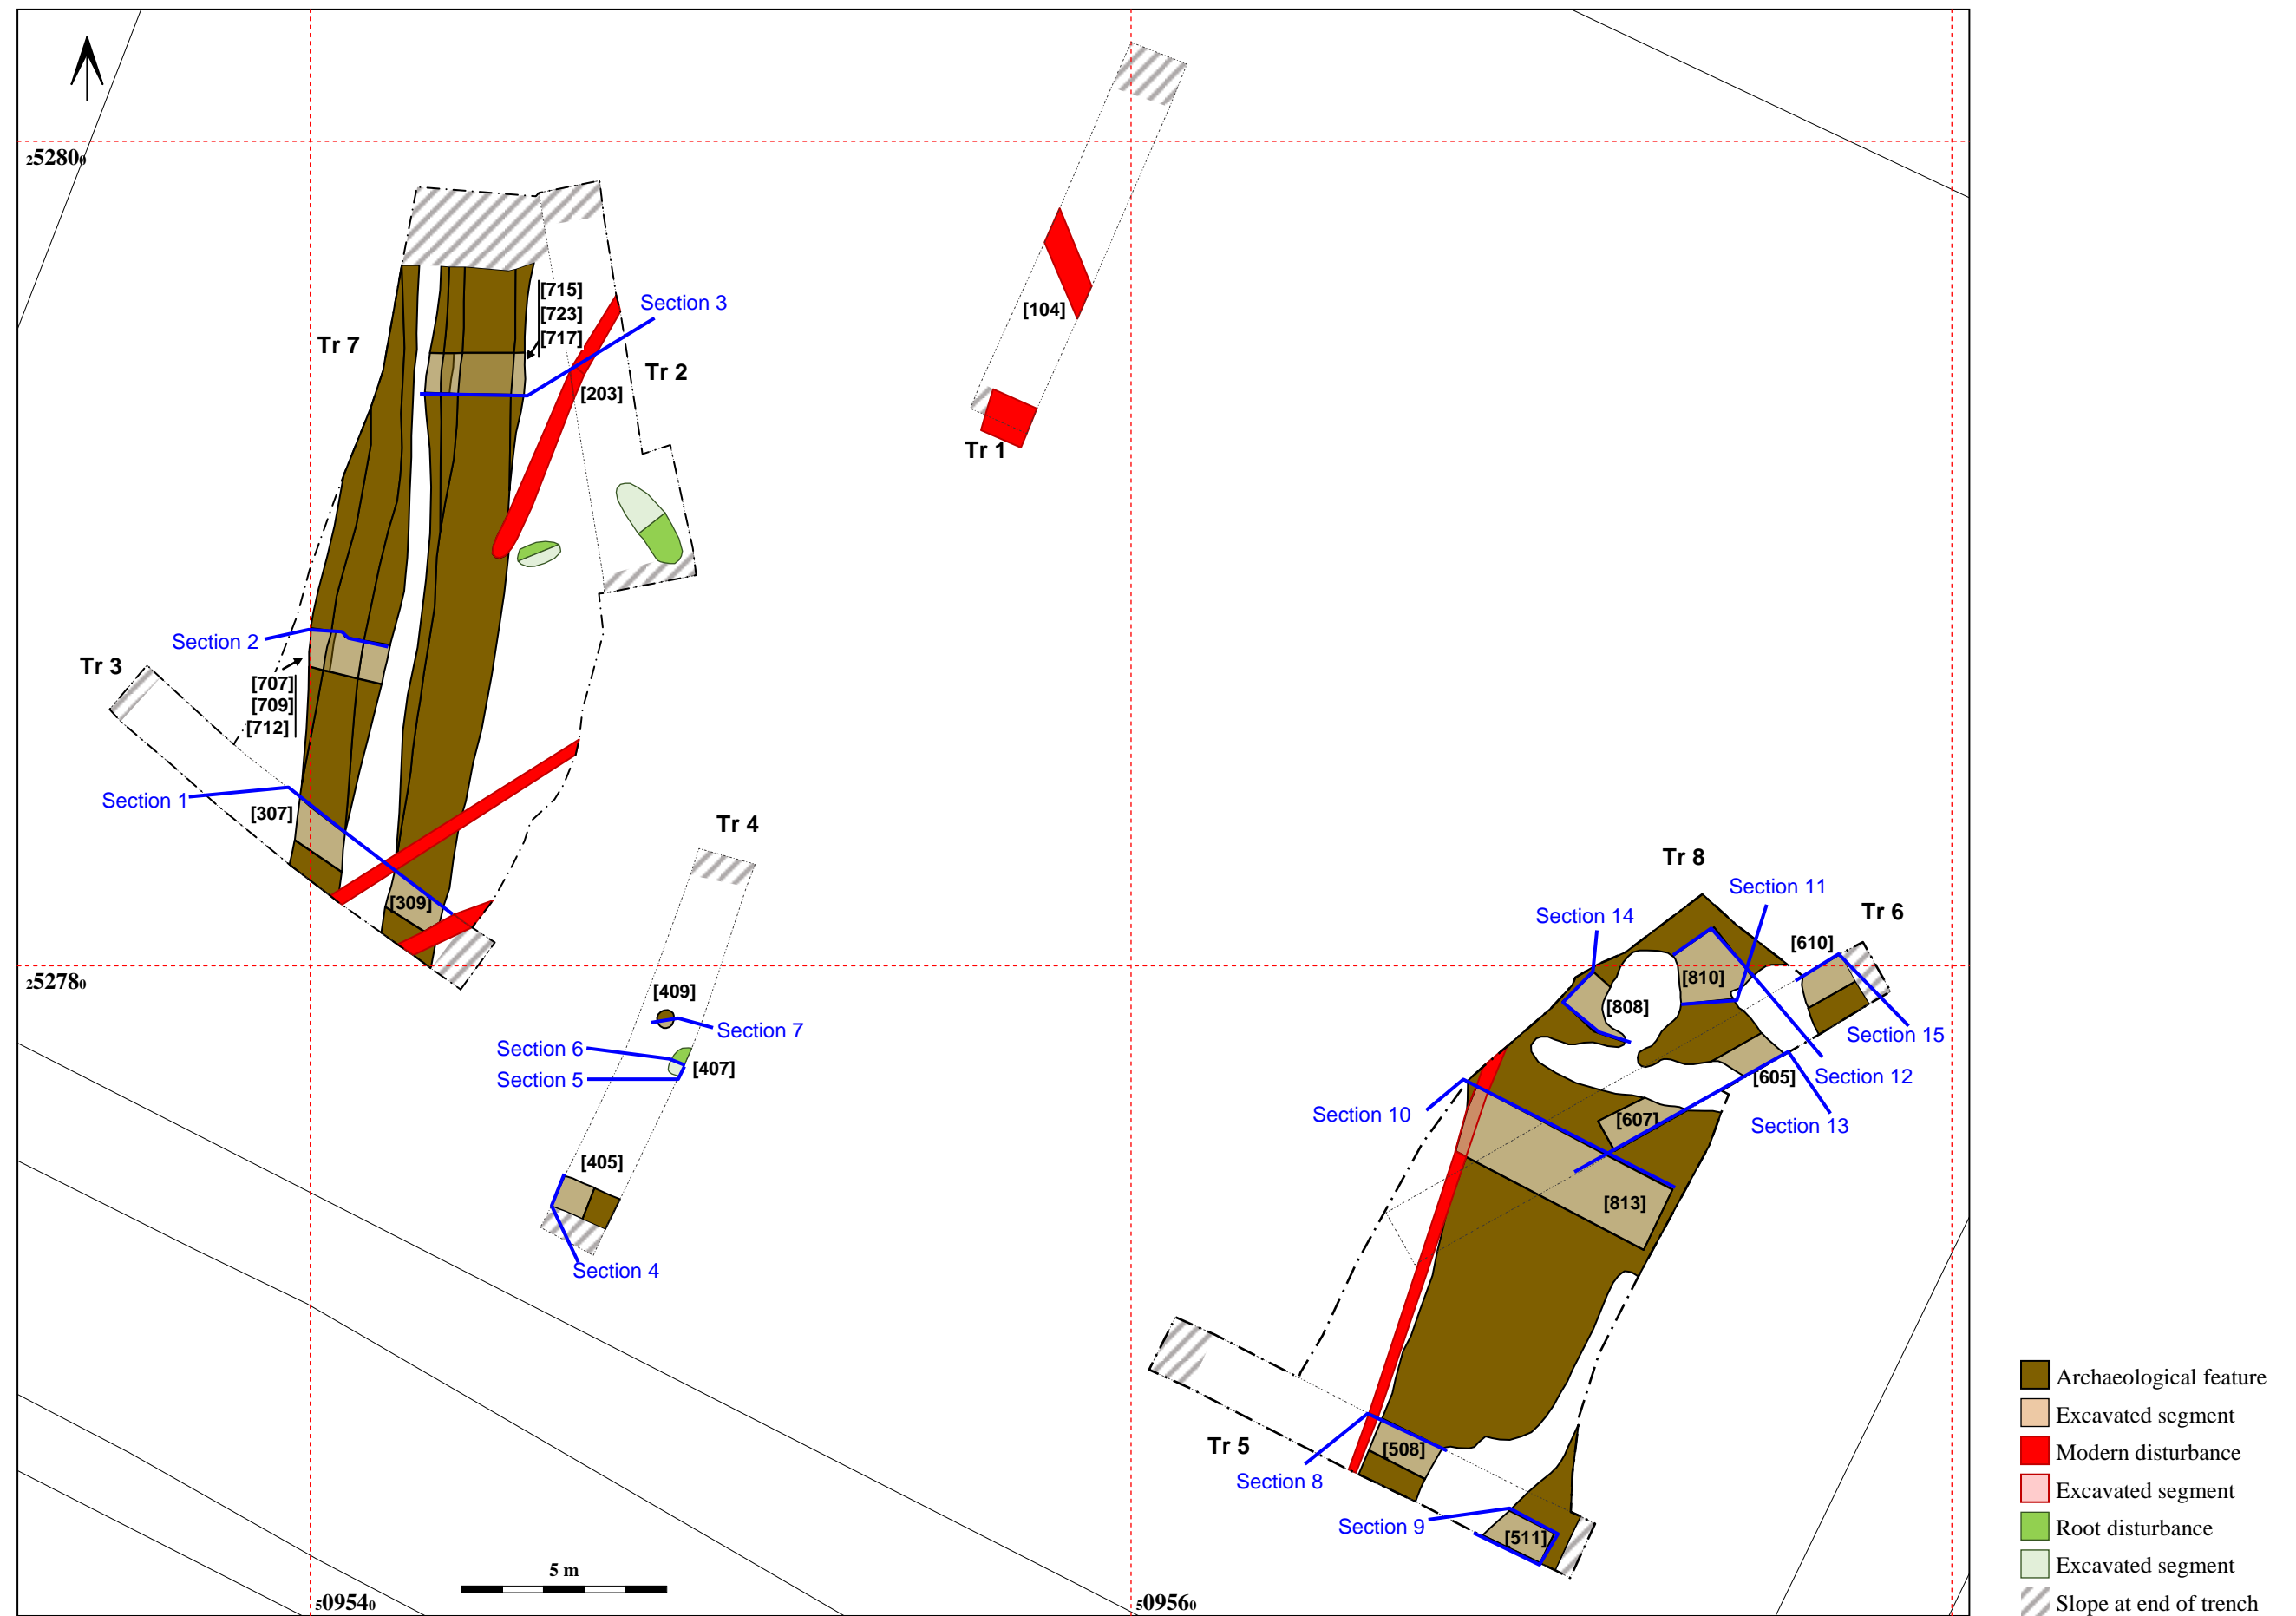 252800
[715]
[723]
[717]
Section 3
[104]
Tr 7
Tr 2
[203]
Tr 1
Section 2
Tr 3
[707]
[709]
[712]
Section 1
[307]
Tr 4
[309]
252780
[409]
Section 7
Section 6
[407]
Section 5
[405]
Section 4
Tr 8
Section 11
Section 14
Tr 6
[610]
[810]
[808]
Section 15
[605]
Section 12
Section 10
[607]
Section 13
[813]
Tr 5
[508]
Section 8
Section 9
[511]
5 m
509540
509560
Archaeological feature
Excavated segment
Modern disturbance
Excavated segment
Root disturbance
Excavated segment
Slope at end of trench